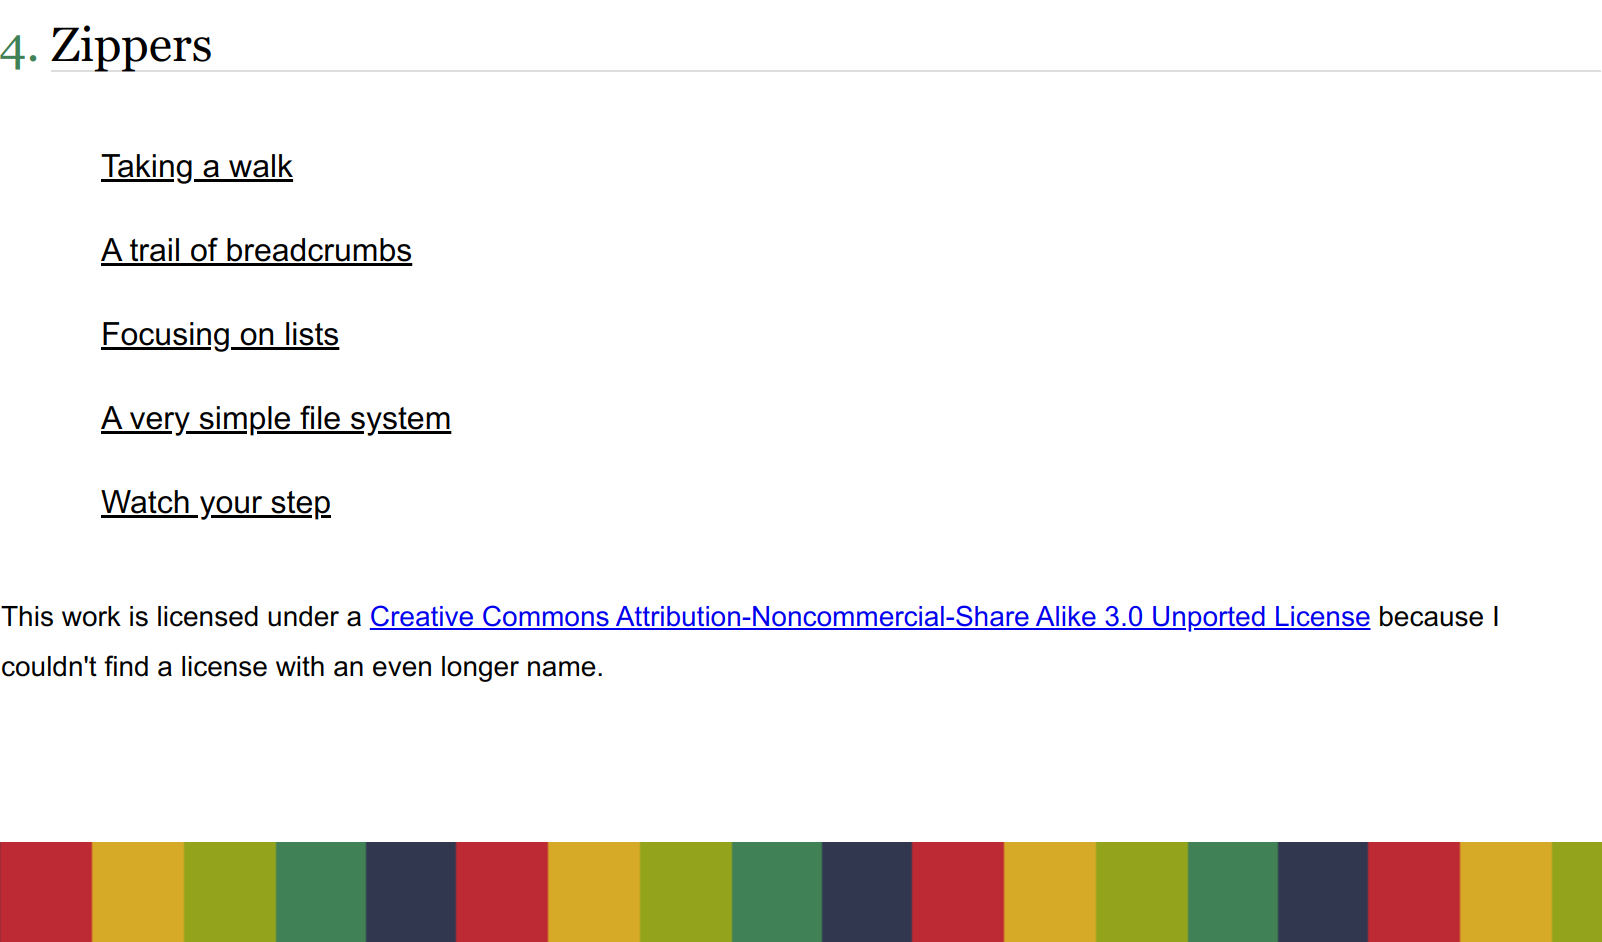 4. Zippers
Taking a walk
A trail of breadcrumbs
Focusing on lists
A very simple file system
Watch your step
This work is licensed under a Creative Commons Attribution-Noncommercial-Share Alike 3.0 Unported License because I
couldn't find a license with an even longer name.